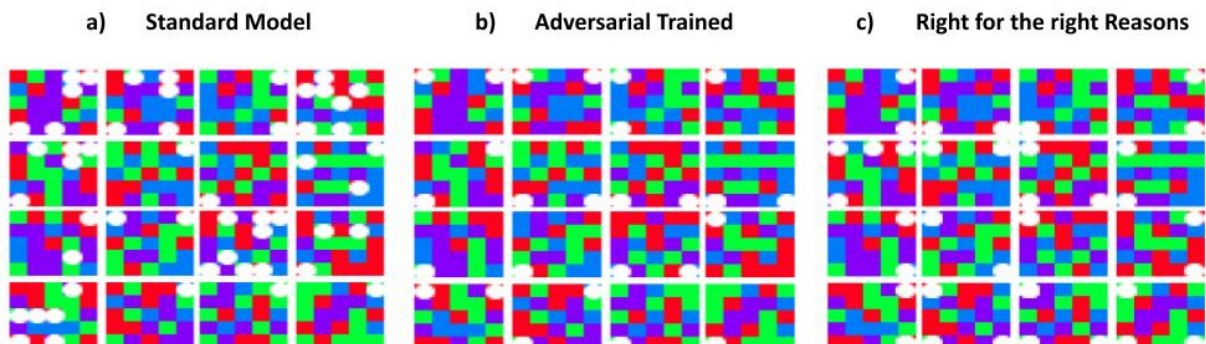 a) Standard Model
b) Adversarial Trained
c) Right for the right Reasons